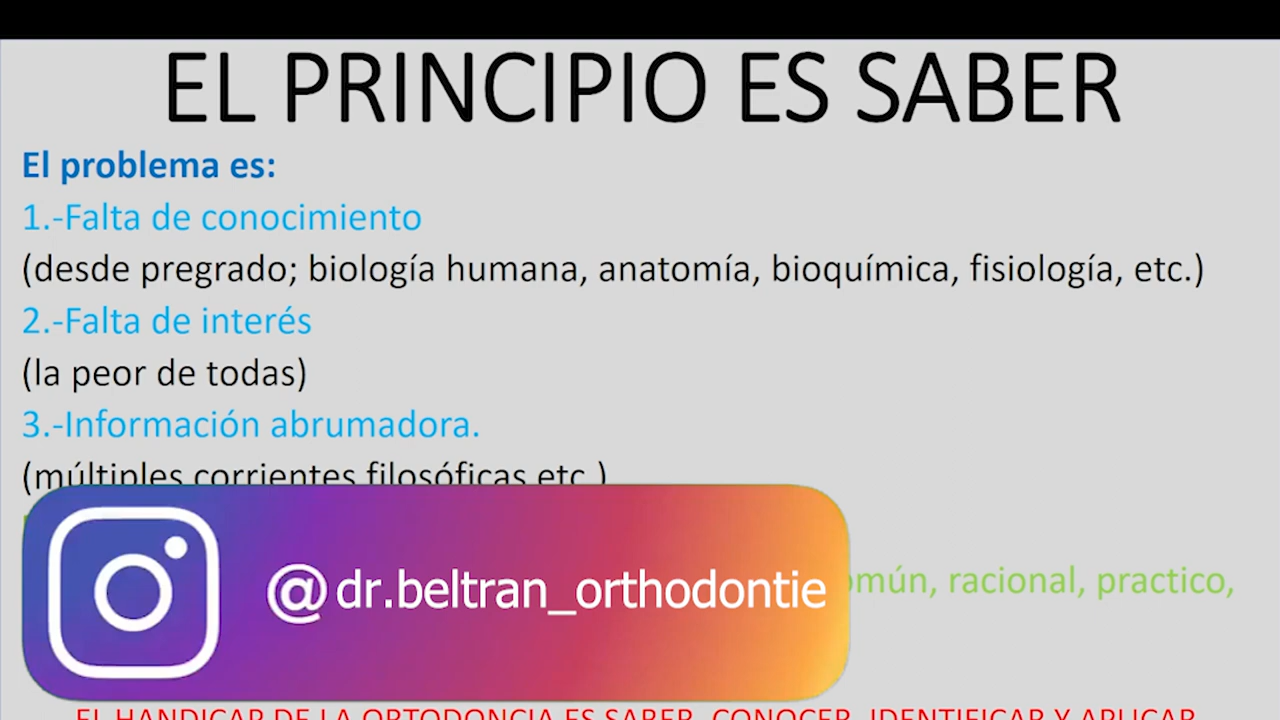 EL PRINCIPIO ES SABER
El problema es:
1.-Falta de conocimiento
(desde pregrado; biología humana, anatomía, bioquímica, fisiología, etc.)
2.-Falta de interés
(la peor de todas)
3.-Información abrumadora.
(múltiples corrientes filosóficas etc.)
@dr.beltran_orthodontie
racional, practico,
EL HANDICAP DE LA ORTODONCIA ES SABER, CONOCER, IDENTIFICAR Y APLICAR